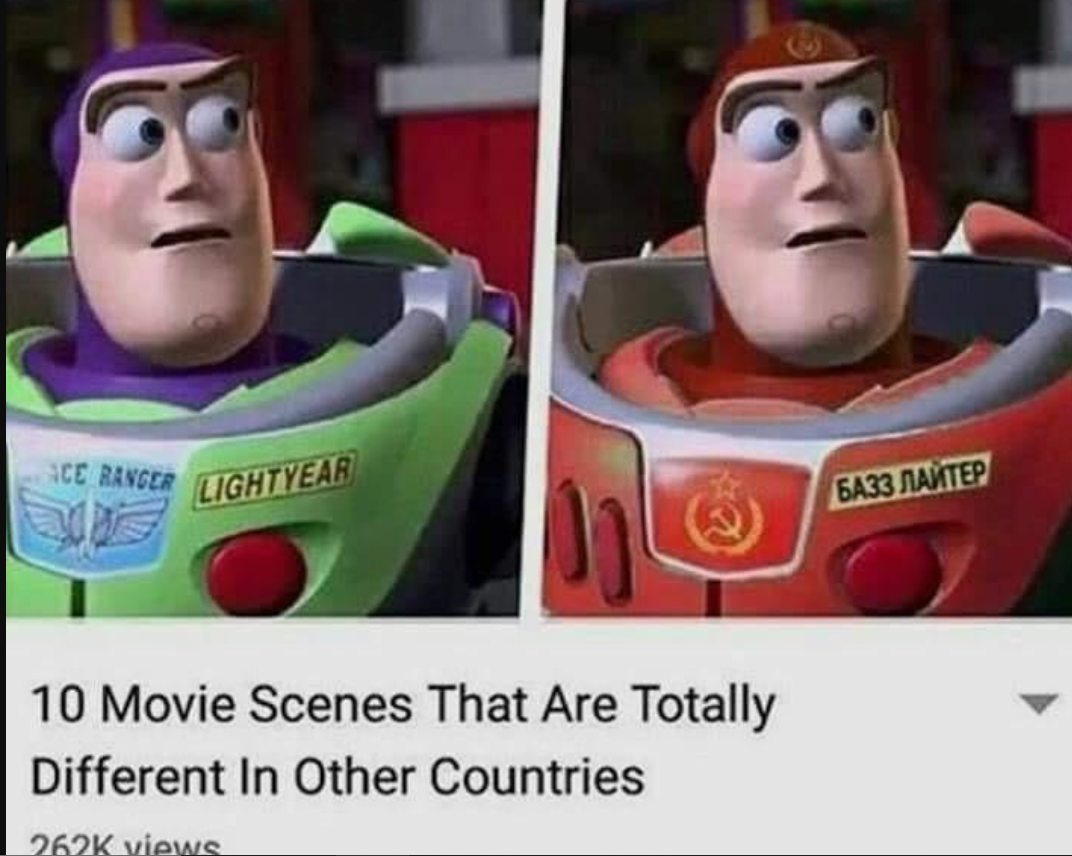 ACE RANGER
LIGHTYEAR
БАЗЗ ЛАЙТЕР
10 Movie Scenes That Are Totally
Different In Other Countries
262K views